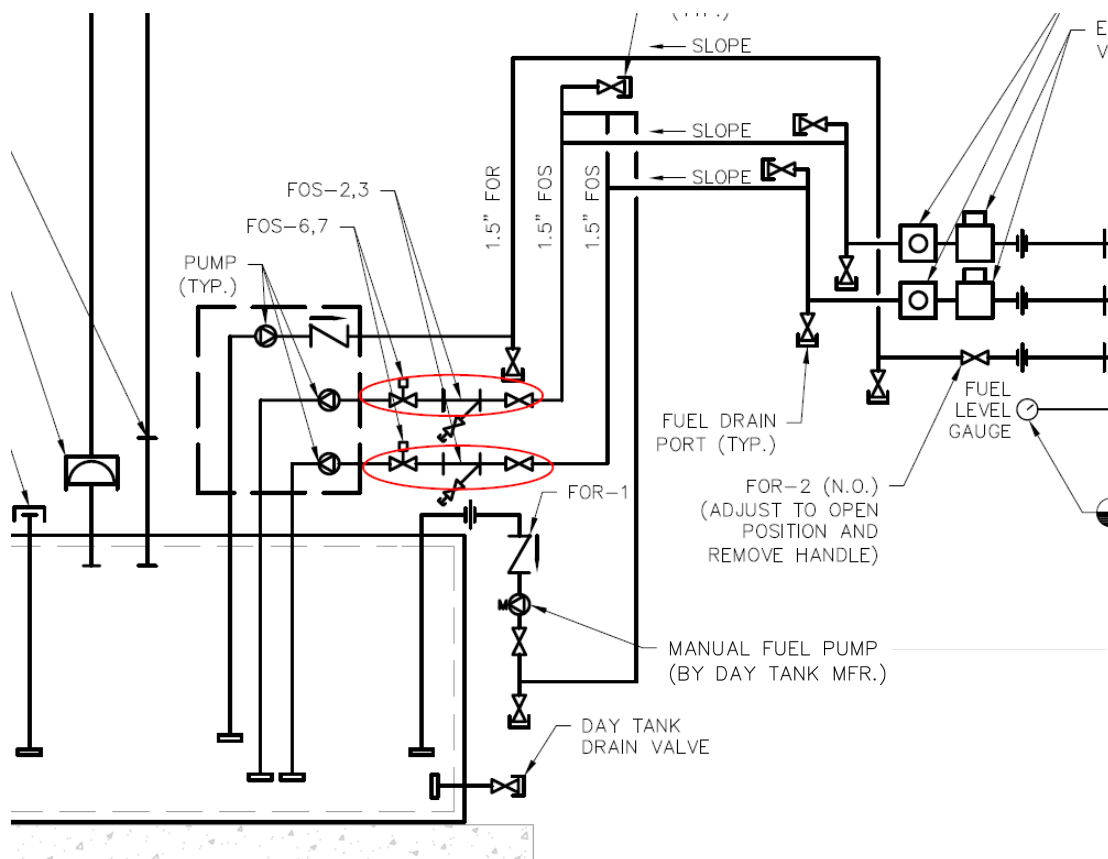 (TYP.)
SLOPE
E
V
SLOPE
SLOPE
1.5" FOR
1.5" FOS
1.5" FOS
FOS-2,3
FOS-6,7
PUMP
(TYP.)
FUEL DRAIN
PORT (TYP.)
FUEL
LEVEL
GAUGE
FOR-1
FOR-2 (N.O.)
(ADJUST TO OPEN
POSITION AND
REMOVE HANDLE)
M
MANUAL FUEL PUMP
(BY DAY TANK MFR.)
DAY TANK
DRAIN VALVE